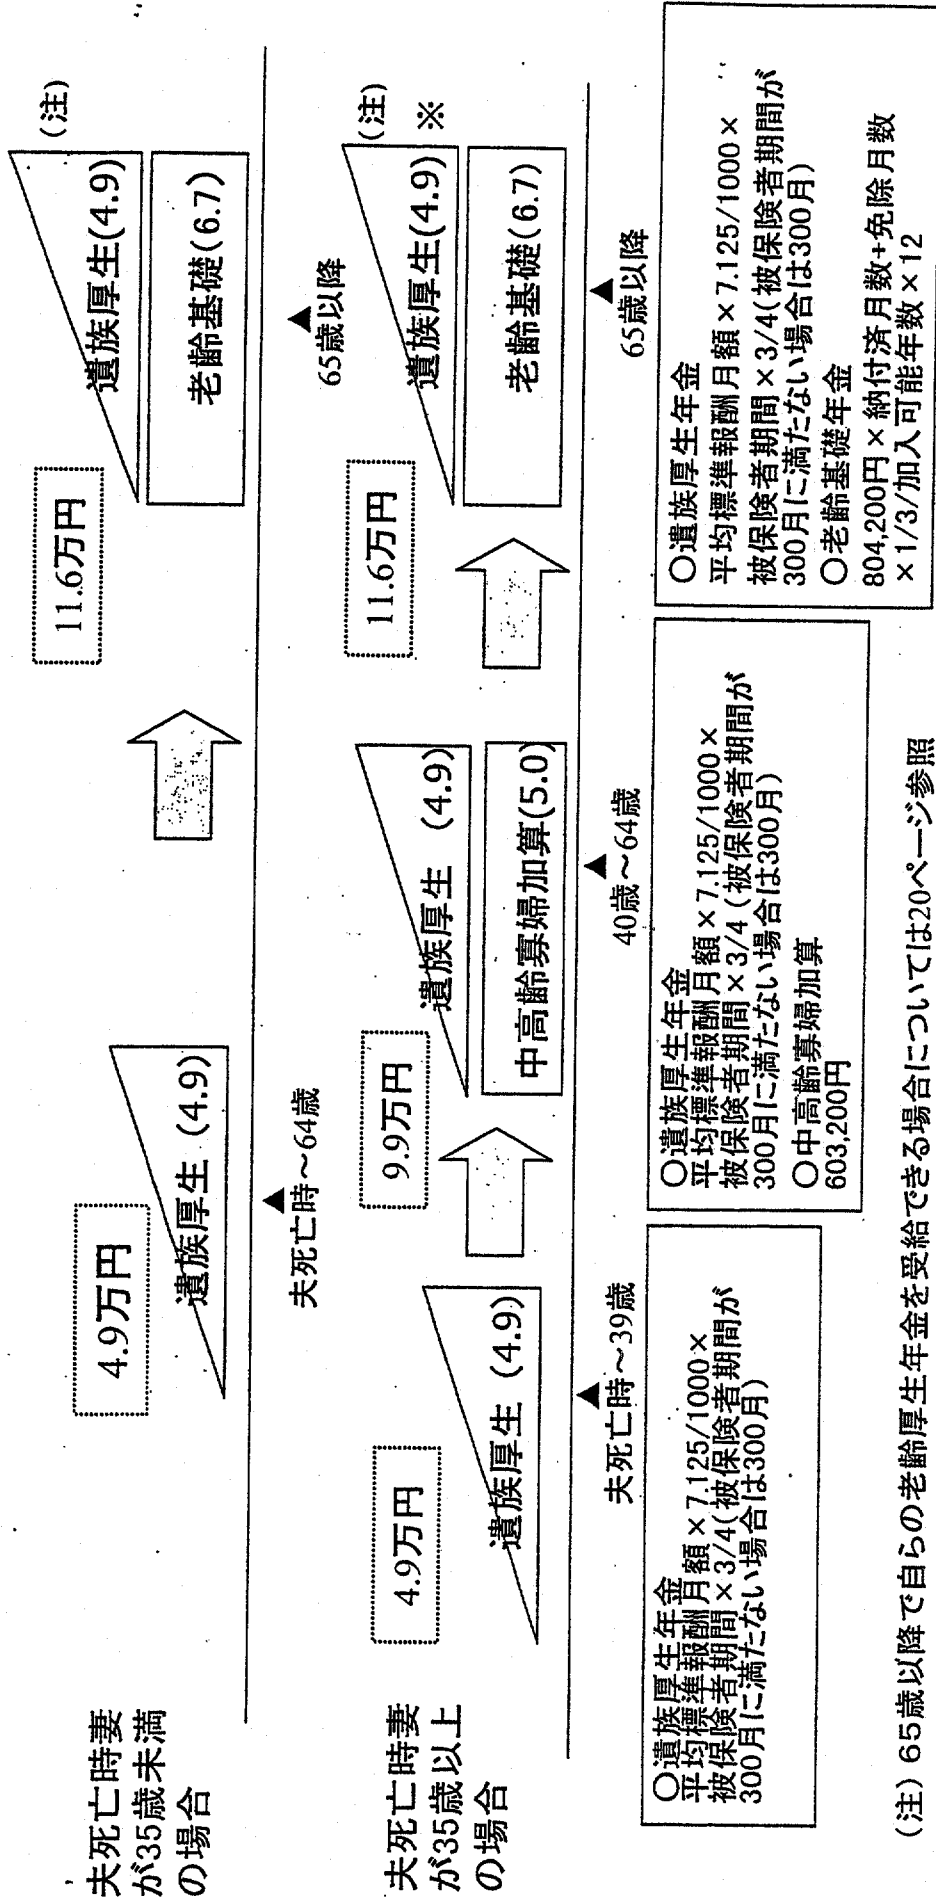 夫死亡時妻
が35歳未満
の場合
4.9万円
遺族厚生（4.9）
11.6万円
遺族厚生(4.9)
(注)
老齢基礎(6.7)
夫死亡時～64歳
65歳以降
夫死亡時妻
が35歳以上
の場合
4.9万円
遺族厚生（4.9）
9.9万円
遺族厚生（4.9）
中高齢寡婦加算(5.0)
11.6万円
遺族厚生(4.9)
(注)
※
老齢基礎(6.7)
夫死亡時～39歳
40歳～64歳
65歳以降
○遺族厚生年金
平均標準報酬月額×7.125/1000×
被保険者期間×3/4(被保険者期間が
300月に満たない場合は300月)
○遺族厚生年金
平均標準報酬月額×7.125/1000×
被保険者期間×3/4(被保険者期間が
300月に満たない場合は300月)
○中高齢寡婦加算
603,200円
○遺族厚生年金
平均標準報酬月額×7.125/1000×
被保険者期間×3/4(被保険者期間が
300月に満たない場合は300月)
○老齢基礎年金
804,200円×納付済月数+免除月数
×1/3/加入可能年数×12
(注) 65歳以降で自らの老齢厚生年金を受給できる場合については20ページ参照